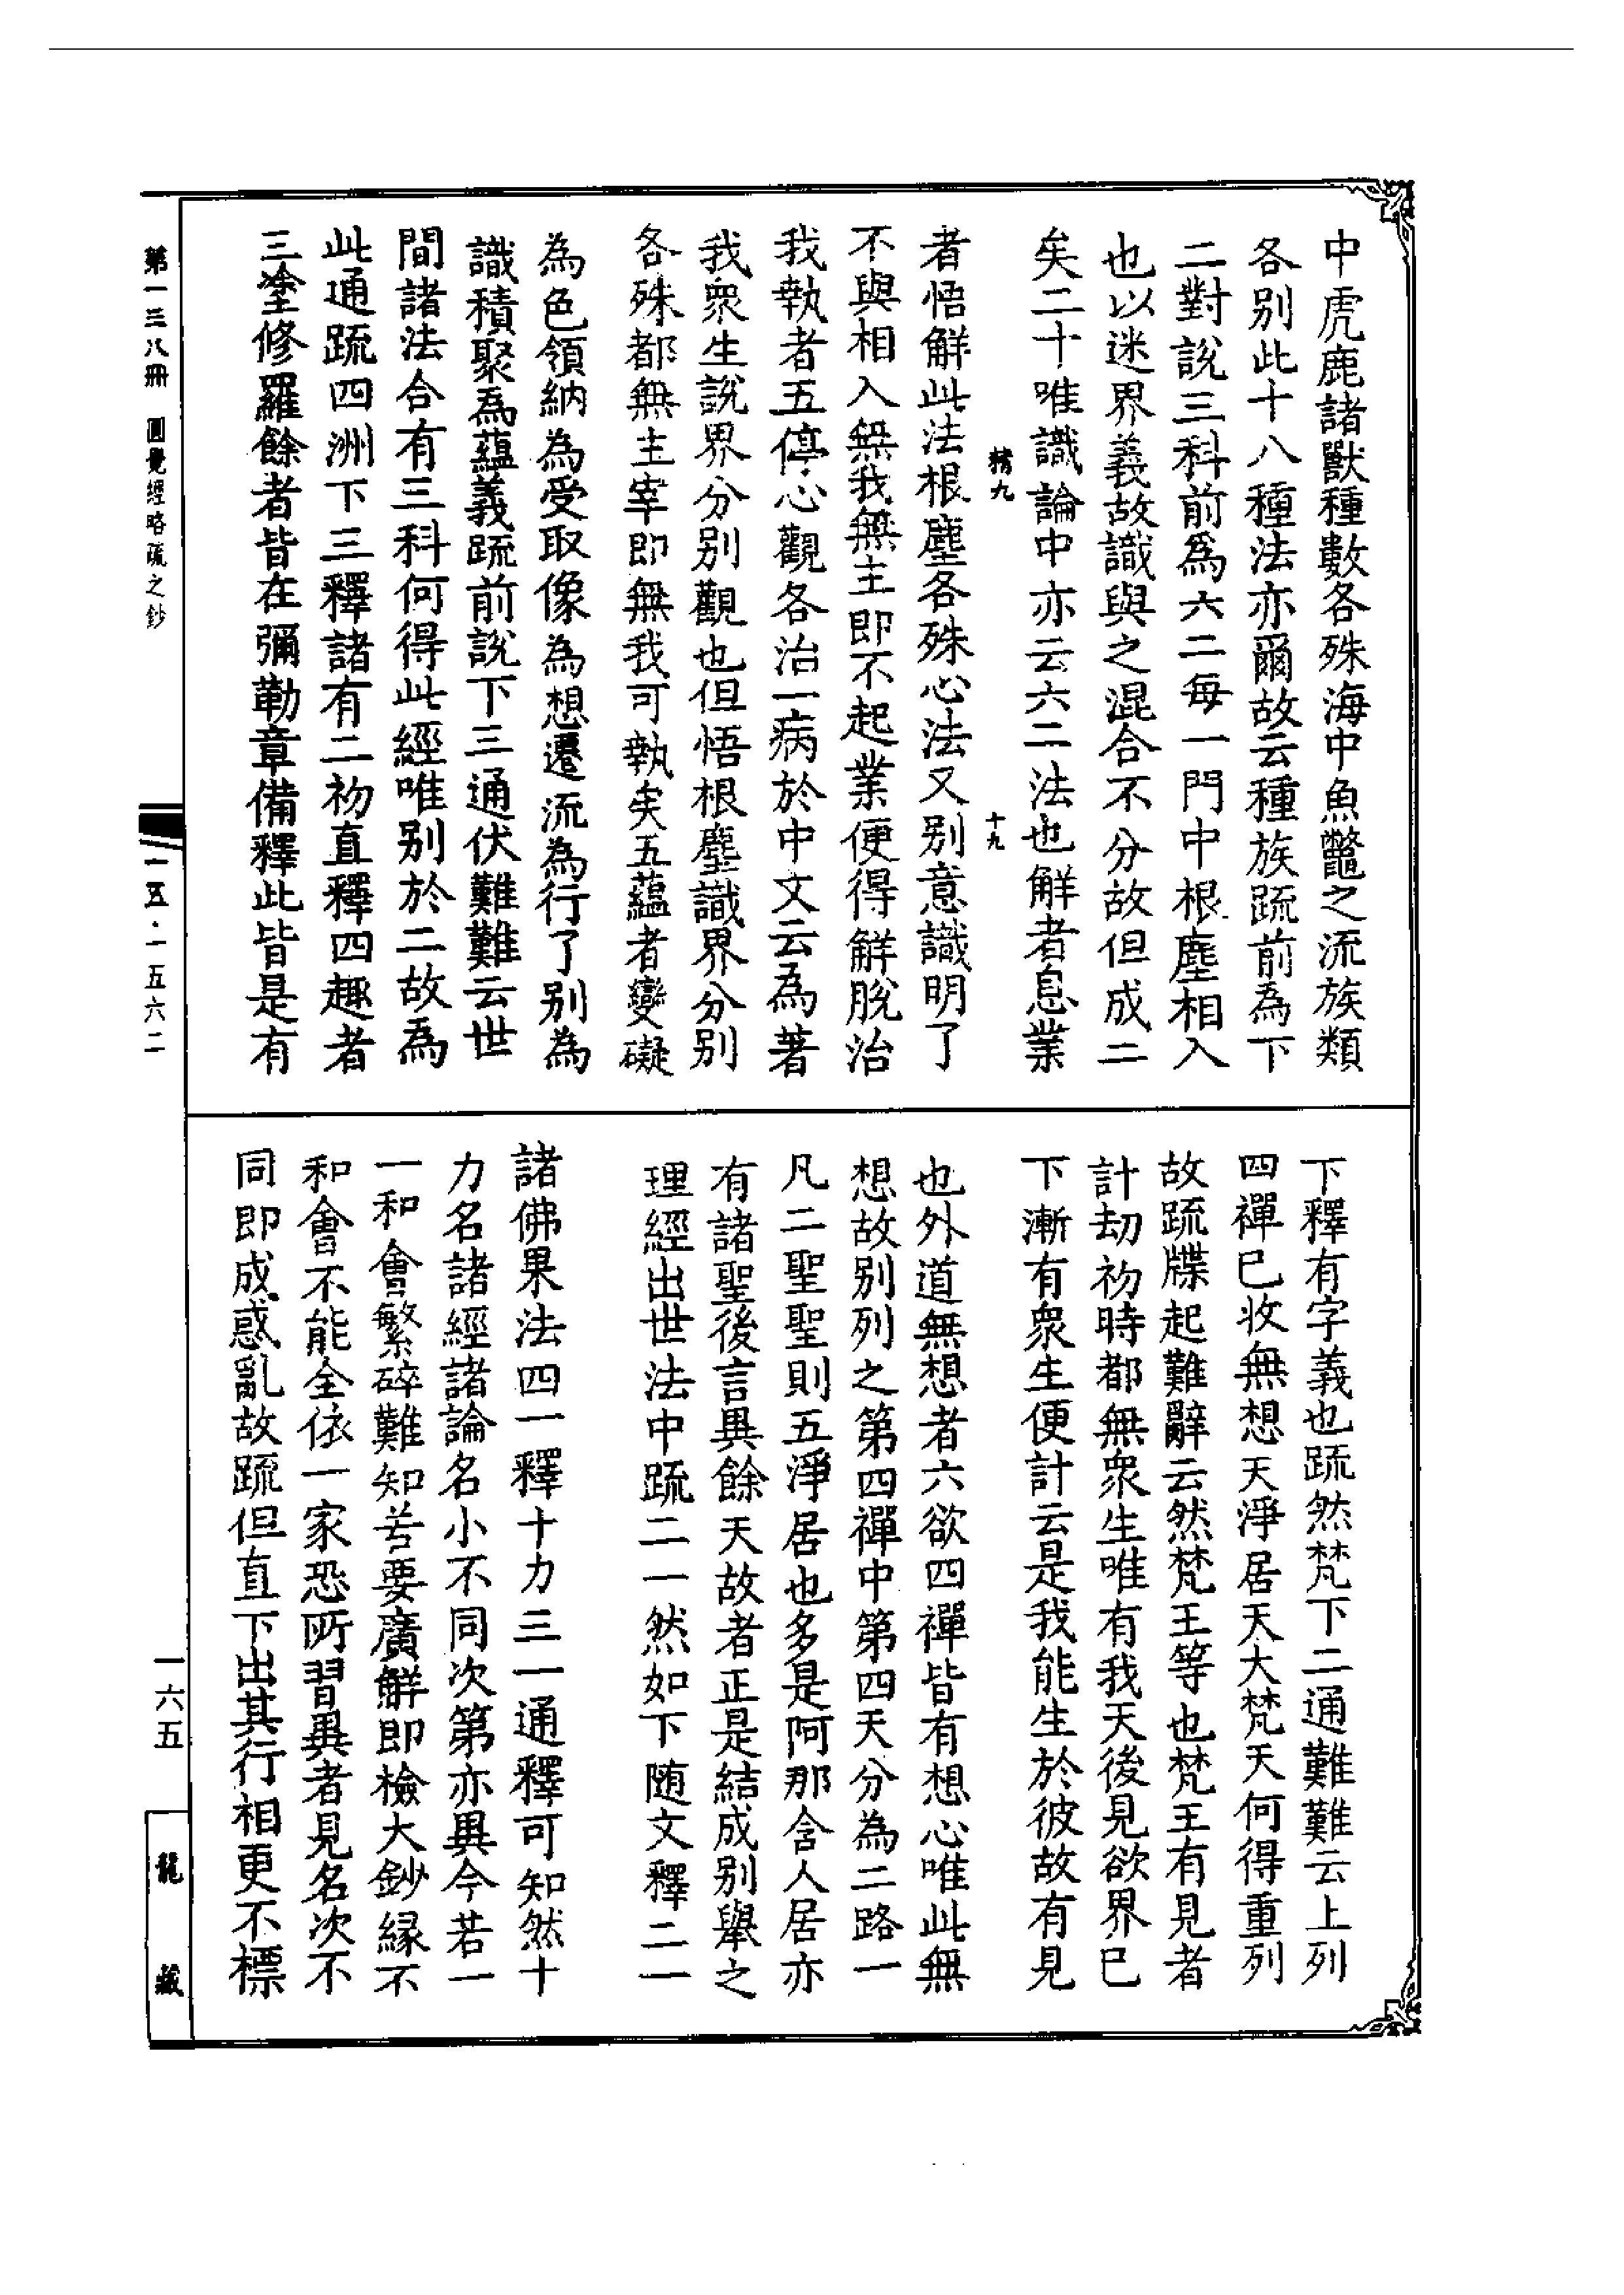 中虎鹿諸獸種數各殊海中魚鼈之流族類
各别此十八種法亦爾故云種族疏前為下
二對說三科前為六二每一門中根塵相入
也以迷界義故識與之混合不分故但成二
矣二十唯識論中亦云六二法也解者息業
精九
十九
者悟解此法根塵各殊心法又别意識明了
不與相入無我無主即不起業便得解脫治
我執者五停心觀各治一病於中文云為著
我衆生說界分别觀也但悟根塵識界分别
各殊都無主宰即無我可執矣五蘊者變礙
為色領納為受取像為想遷流為行了别為
識積聚為蘊義疏前說下三通伏難難云世
間諸法合有三科何得此經唯别於二故為
此通疏四洲下三釋諸有二初直釋四趣者
三塗修羅餘者皆在彌勒章備釋此皆是有
下釋有字義也疏然梵下二通難難云上列
四禪已收無想天淨居天大梵天何得重列
故疏牒起難辭云然梵王等也梵王有見者
計劫初時都無衆生唯有我天後見欲界已
下漸有衆生便計云是我能生於彼故有見
也外道無想者六欲四禪皆有想心唯此無
想故别列之第四禪中第四天分為二路一
凡二聖聖則五淨居也多是阿那含人居亦
有諸聖後言異餘天故者正是結成别舉之
理經出世法中疏二一然如下隨文釋二一
諸佛果法四一釋十力三一通釋可知然十
力名諸經諸論名小不同次第亦異今若一
一和會繁碎難知苦要廣解即檢大鈔緣不
和會不能全依一家恐所習異者見名次不
同即成惑亂故疏但直下出其行相更不標
第一三八冊 圓覺經略疏之鈔
一五·一五六二
一六五
龍藏